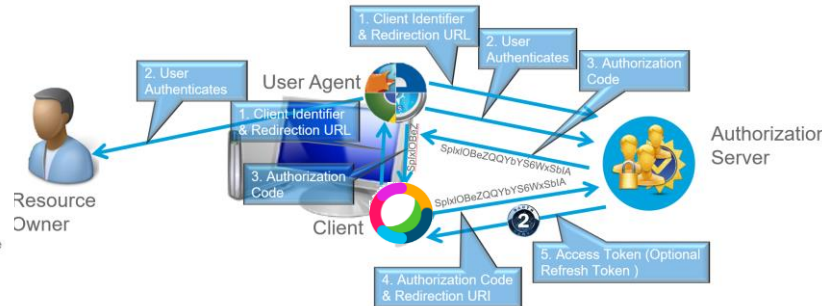 1. Client Identifier
& Redirection URL
2. User
Authenticates
3. Authorization
Code
2. User
Authenticates
User Agent
1. Client Identifier
& Redirection URL
SplxlOBeZ
SplxlOBeZQQYbYS6WxSbIA
Authorization
Server
3. Authorization
Code
SplxlOBeZQQYbYS6WxSbIA
Resource
Owner
Client
2
4. Authorization Code
& Redirection URI
5. Access Token (Optional
Refresh Token )